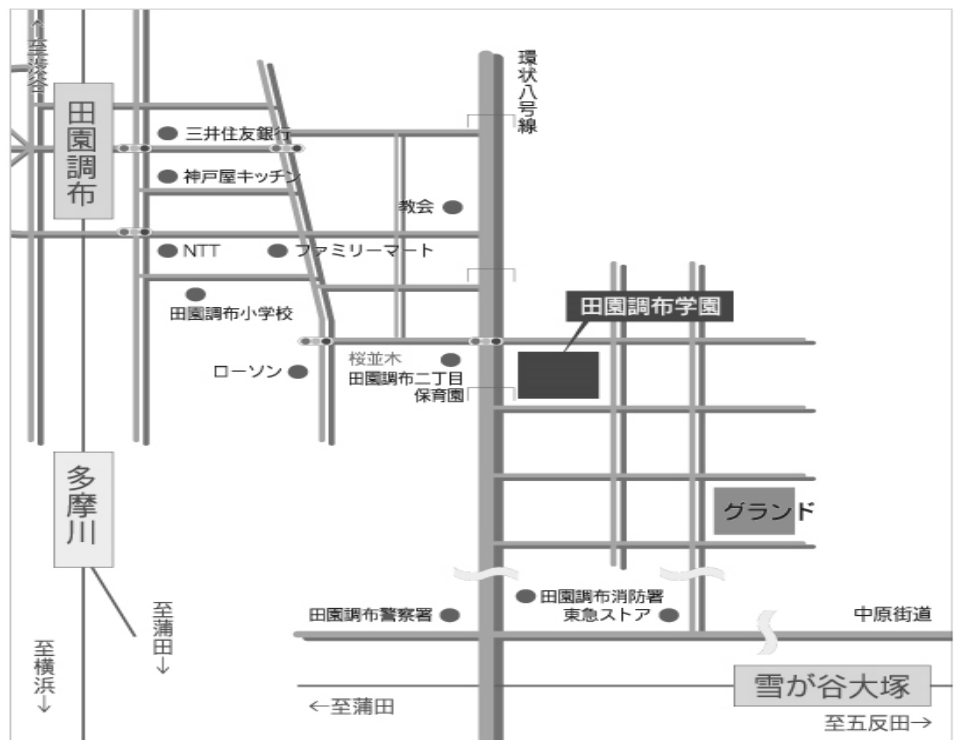 ↑至渋谷
環状八号線
田園調布
三井住友銀行
神戸屋キッチン
教会
NTT
ファミリーマート
田園調布小学校
田園調布学園
桜並木
ローソン
田園調布二丁目
保育園
多摩川
グランド
田園調布消防署
田園調布警察署
東急ストア
中原街道
至蒲田↓
至横浜↓
雪が谷大塚
←至蒲田
至五反田→